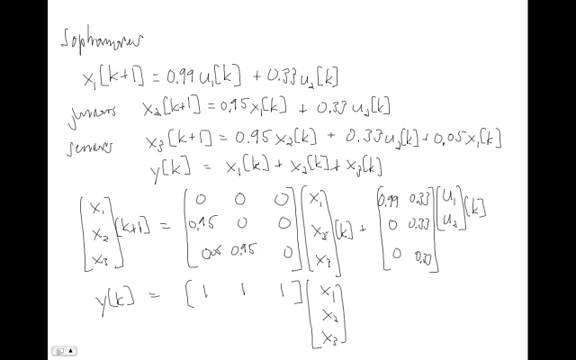 Sophomores
x₁[k+1] = 0.99 u₁[k] + 0.33 u₂[k]
juniors x₂[k+1] = 0.95 x₁[k] + 0.33 u₂[k]
seniors x₃[k+1] = 0.95 x₂[k] + 0.33 u₂[k] + 0.05 x₁[k]
y[k] = x₁[k] + x₂[k] + x₃[k]
[x₁ x₂ x₃][k+1] = [0 0 0; 0.95 0 0; 0.05 0.95 0][x₁ x₂ x₃][k] + [0.99 0.33; 0 0.33; 0 0.33][u₁ u₂][k]
y[k] = [1 1 1][x₁ x₂ x₃]